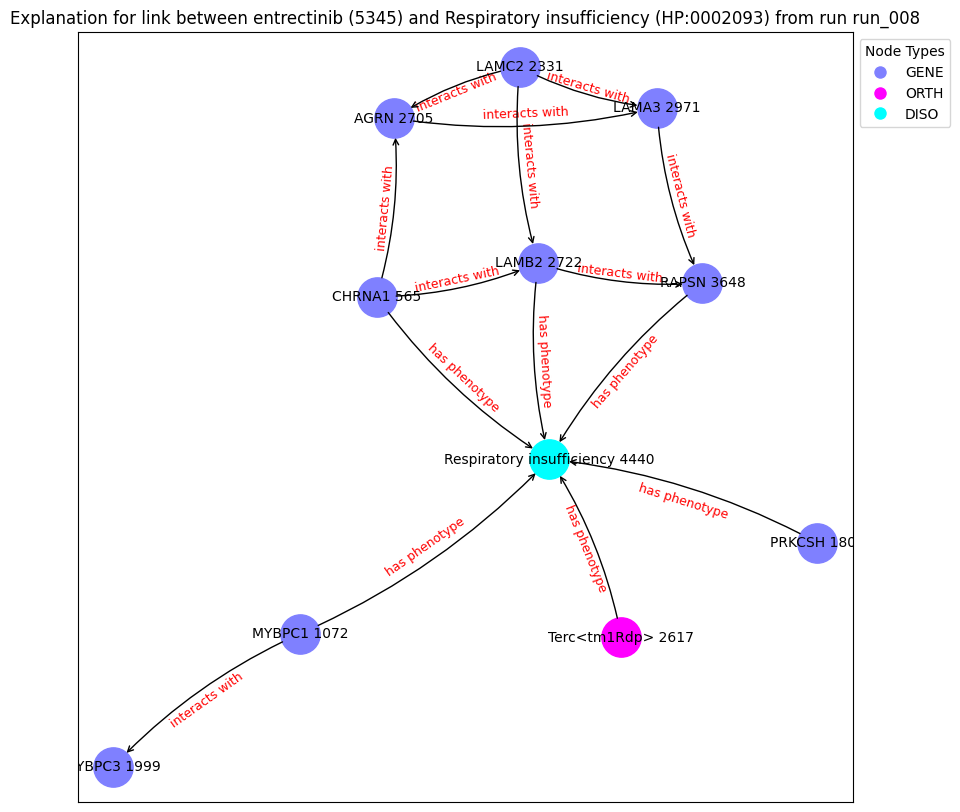 Explanation for link between entrectinib (5345) and Respiratory insufficiency (HP:0002093) from run run_008
Node Types
GENE
ORTH
DISO
LAMC2 2331
interacts with
interacts with
LAMA3 2971
AGRN 2705
interacts with
interacts with
interacts with
interacts with
LAMB2 2722
interacts with
interacts with
RAPSN 3648
CHRNA1 565
has phenotype
has phenotype
has phenotype
Respiratory insufficiency 4440
has phenotype
has phenotype
has phenotype
PRKCSH 180
MYBPC1 1072
Terc<tm1Rdp> 2617
interacts with
YBPC3 1999